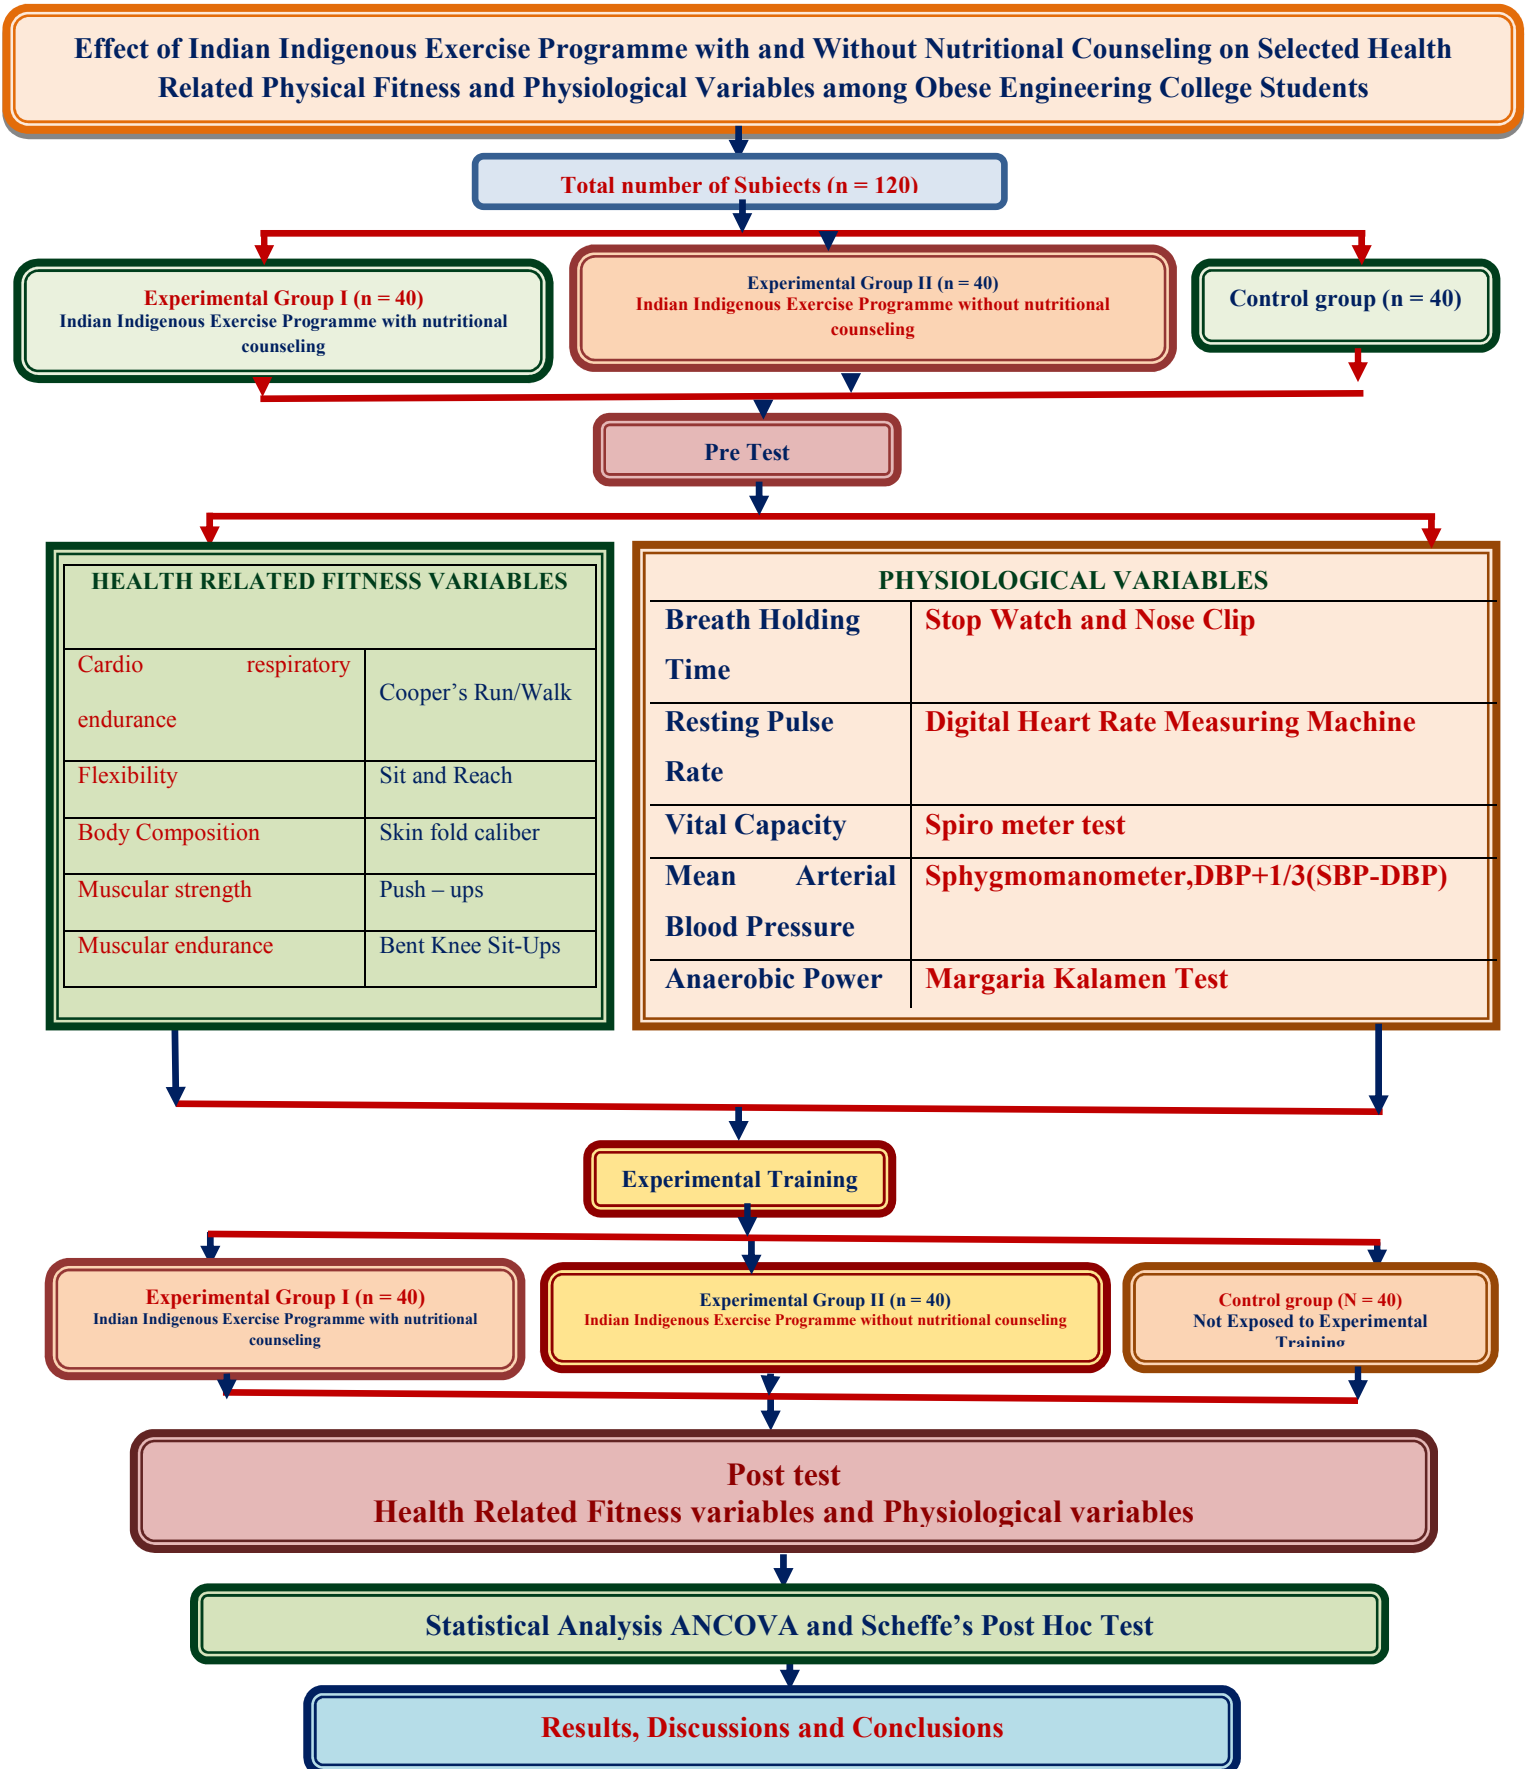 Effect of Indian Indigenous Exercise Programme with and Without Nutritional Counseling on Selected Health
Related Physical Fitness and Physiological Variables among Obese Engineering College Students
Total number of Subjects (n = 120)
Experimental Group I (n = 40)
Indian Indigenous Exercise Programme with nutritional
counseling
Experimental Group II (n = 40)
Indian Indigenous Exercise Programme without nutritional
counseling
Control group (n = 40)
Pre Test
HEALTH RELATED FITNESS VARIABLES
Cardio respiratory
endurance
Cooper's Run/Walk
Flexibility
Sit and Reach
Body Composition
Skin fold caliber
Muscular strength
Push – ups
Muscular endurance
Bent Knee Sit-Ups
PHYSIOLOGICAL VARIABLES
Breath Holding
Time
Stop Watch and Nose Clip
Resting Pulse
Rate
Digital Heart Rate Measuring Machine
Vital Capacity
Spiro meter test
Mean Arterial
Blood Pressure
Sphygmomanometer,DBP+1/3(SBP-DBP)
Anaerobic Power
Margaria Kalamen Test
Experimental Training
Experimental Group I (n = 40)
Indian Indigenous Exercise Programme with nutritional
counseling
Experimental Group II (n = 40)
Indian Indigenous Exercise Programme without nutritional counseling
Control group (N = 40)
Not Exposed to Experimental
Training
Post test
Health Related Fitness variables and Physiological variables
Statistical Analysis ANCOVA and Scheffe's Post Hoc Test
Results, Discussions and Conclusions